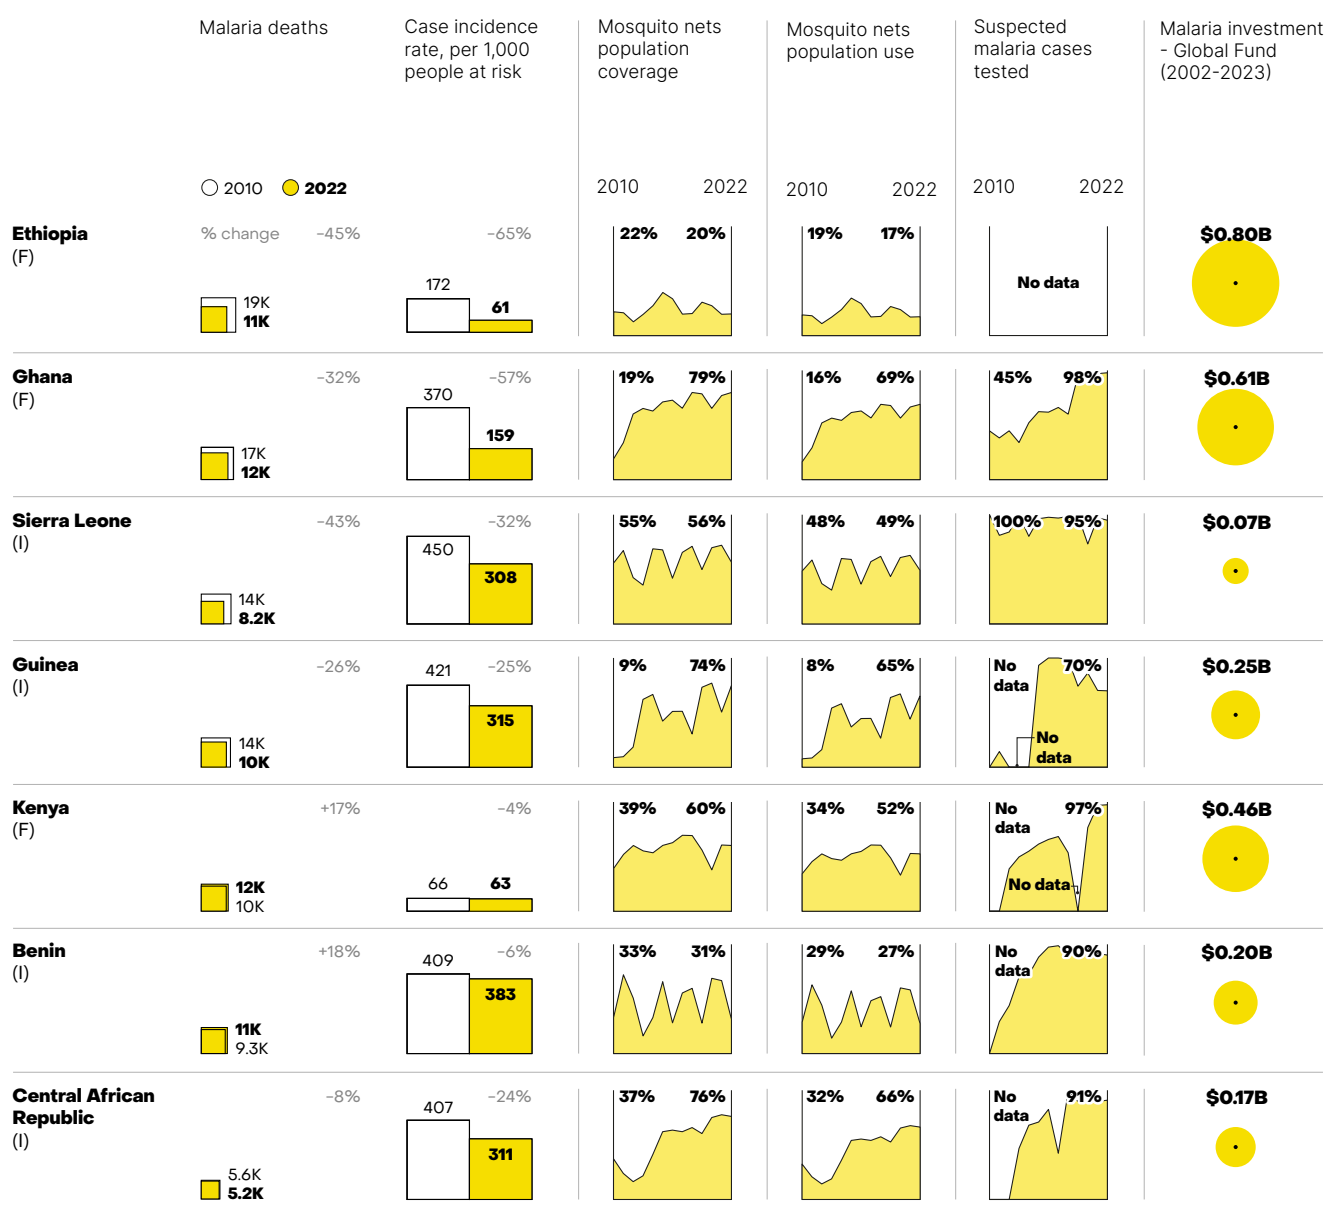 Malaria deaths
Case incidence
rate, per 1,000
people at risk
Mosquito nets
population
coverage
Mosquito nets
population use
Suspected
malaria cases
tested
Malaria investment
- Global Fund
(2002-2023)
2010 2022
2010 2022
2010 2022
2010 2022
Ethiopia
(F)
% change -45%
19K
11K
-65%
172
61
22% 20%
19% 17%
No data
$0.80B
Ghana
(F)
-32%
17K
12K
-57%
370
159
19% 79%
16% 69%
45% 98%
$0.61B
Sierra Leone
(I)
-43%
14K
8.2K
-32%
450
308
55% 56%
48% 49%
100% 95%
$0.07B
Guinea
(I)
-26%
14K
10K
-25%
421
315
9% 74%
8% 65%
No
data
70%
No
data
$0.25B
Kenya
(F)
+17%
12K
10K
-4%
66
63
39% 60%
34% 52%
No
data
97%
No data
$0.46B
Benin
(I)
+18%
11K
9.3K
-6%
409
383
33% 31%
29% 27%
No
data
90%
$0.20B
Central African
Republic
(I)
-8%
5.6K
5.2K
-24%
407
311
37% 76%
32% 66%
No
data
91%
$0.17B